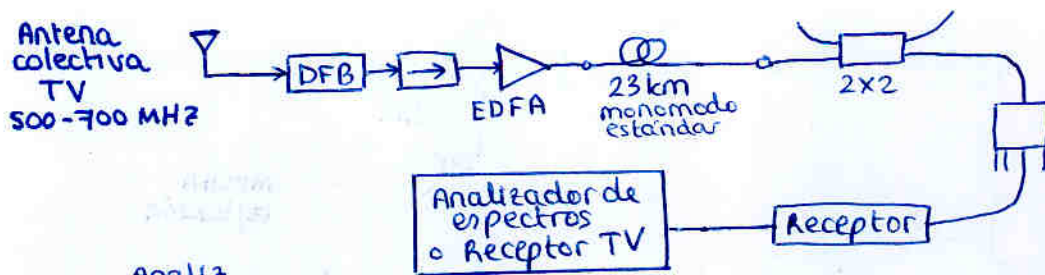 Antena
colectiva
TV
500-700 MHZ
DFB
EDFA
23 km
monomodo
estándar
2x2
Analizador de
espectros
o Receptor TV
Receptor
Analiz